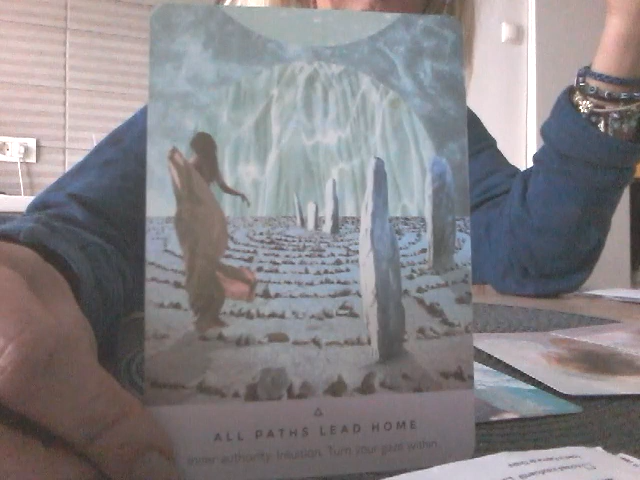 ALL PATHS LEAD HOME
Inner authority. Intuition. Turn your gaze within.